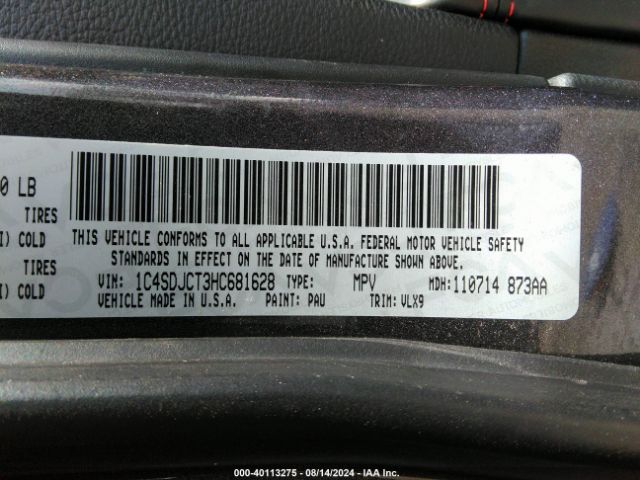 0 LB
TIRES
I) COLD
TIRES
I) COLD
THIS VEHICLE CONFORMS TO ALL APPLICABLE U.S.A. FEDERAL MOTOR VEHICLE SAFETY
STANDARDS IN EFFECT ON THE DATE OF MANUFACTURE SHOWN ABOVE.
VIN: 1C4SDJCT3HC681628 TYPE: MPV MDH: 110714 873AA
VEHICLE MADE IN U.S.A. PAINT: PAU TRIM: VLX9
000-40113275 - 08/14/2024 - IAA Inc.